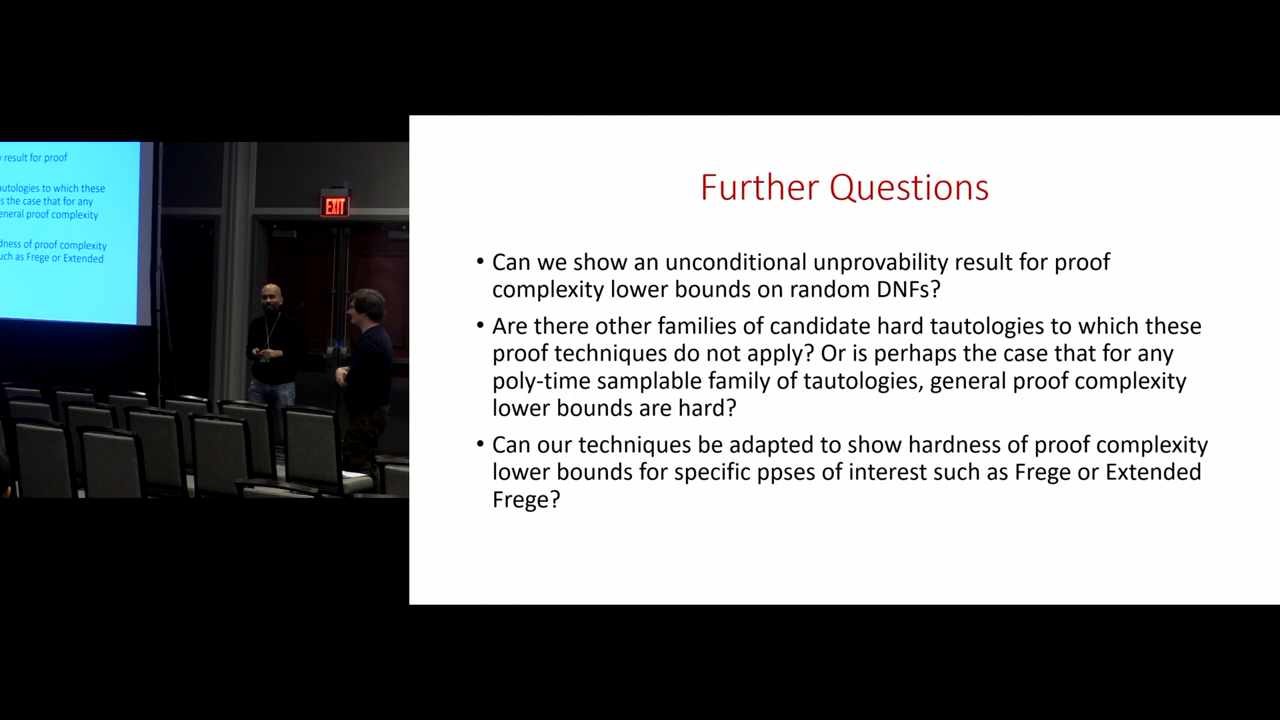 y result for proof
autologies to which these
s the case that for any
eneral proof complexity
dness of proof complexity
uch as Frege or Extended
EXIT
Further Questions
• Can we show an unconditional unprovability result for proof
complexity lower bounds on random DNFs?
• Are there other families of candidate hard tautologies to which these
proof techniques do not apply? Or is perhaps the case that for any
poly-time samplable family of tautologies, general proof complexity
lower bounds are hard?
• Can our techniques be adapted to show hardness of proof complexity
lower bounds for specific ppses of interest such as Frege or Extended
Frege?